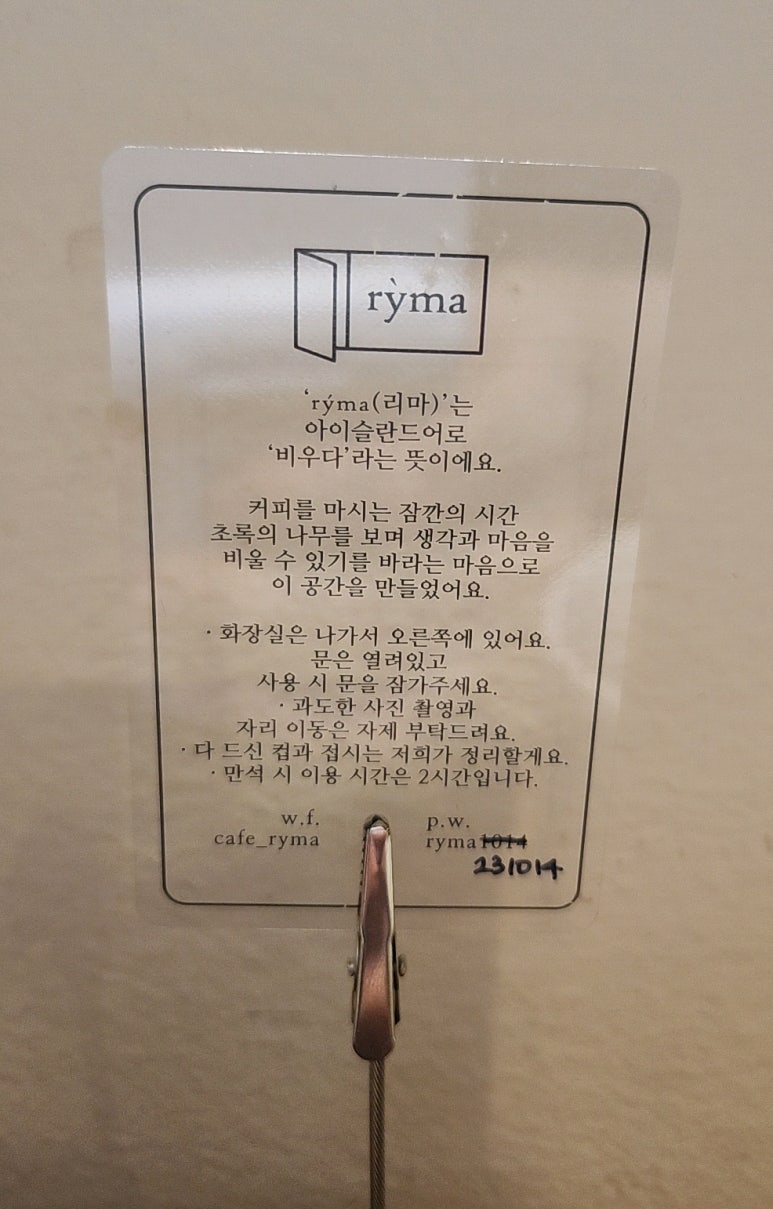 rỳma
‘rýma(리마)’는
아이슬란드어로
‘비우다’라는 뜻이에요.
커피를 마시는 잠깐의 시간
초록의 나무를 보며 생각과 마음을
비울 수 있기를 바라는 마음으로
이 공간을 만들었어요.
· 화장실은 나가서 오른쪽에 있어요.
문은 열려있고
사용 시 문을 잠가주세요.
· 과도한 사진 촬영과
자리 이동은 자제 부탁드려요.
· 다 드신 컵과 접시는 저희가 정리할게요.
· 만석 시 이용 시간은 2시간입니다.
w.f.
cafe_ryma
p.w.
ryma1014
231014